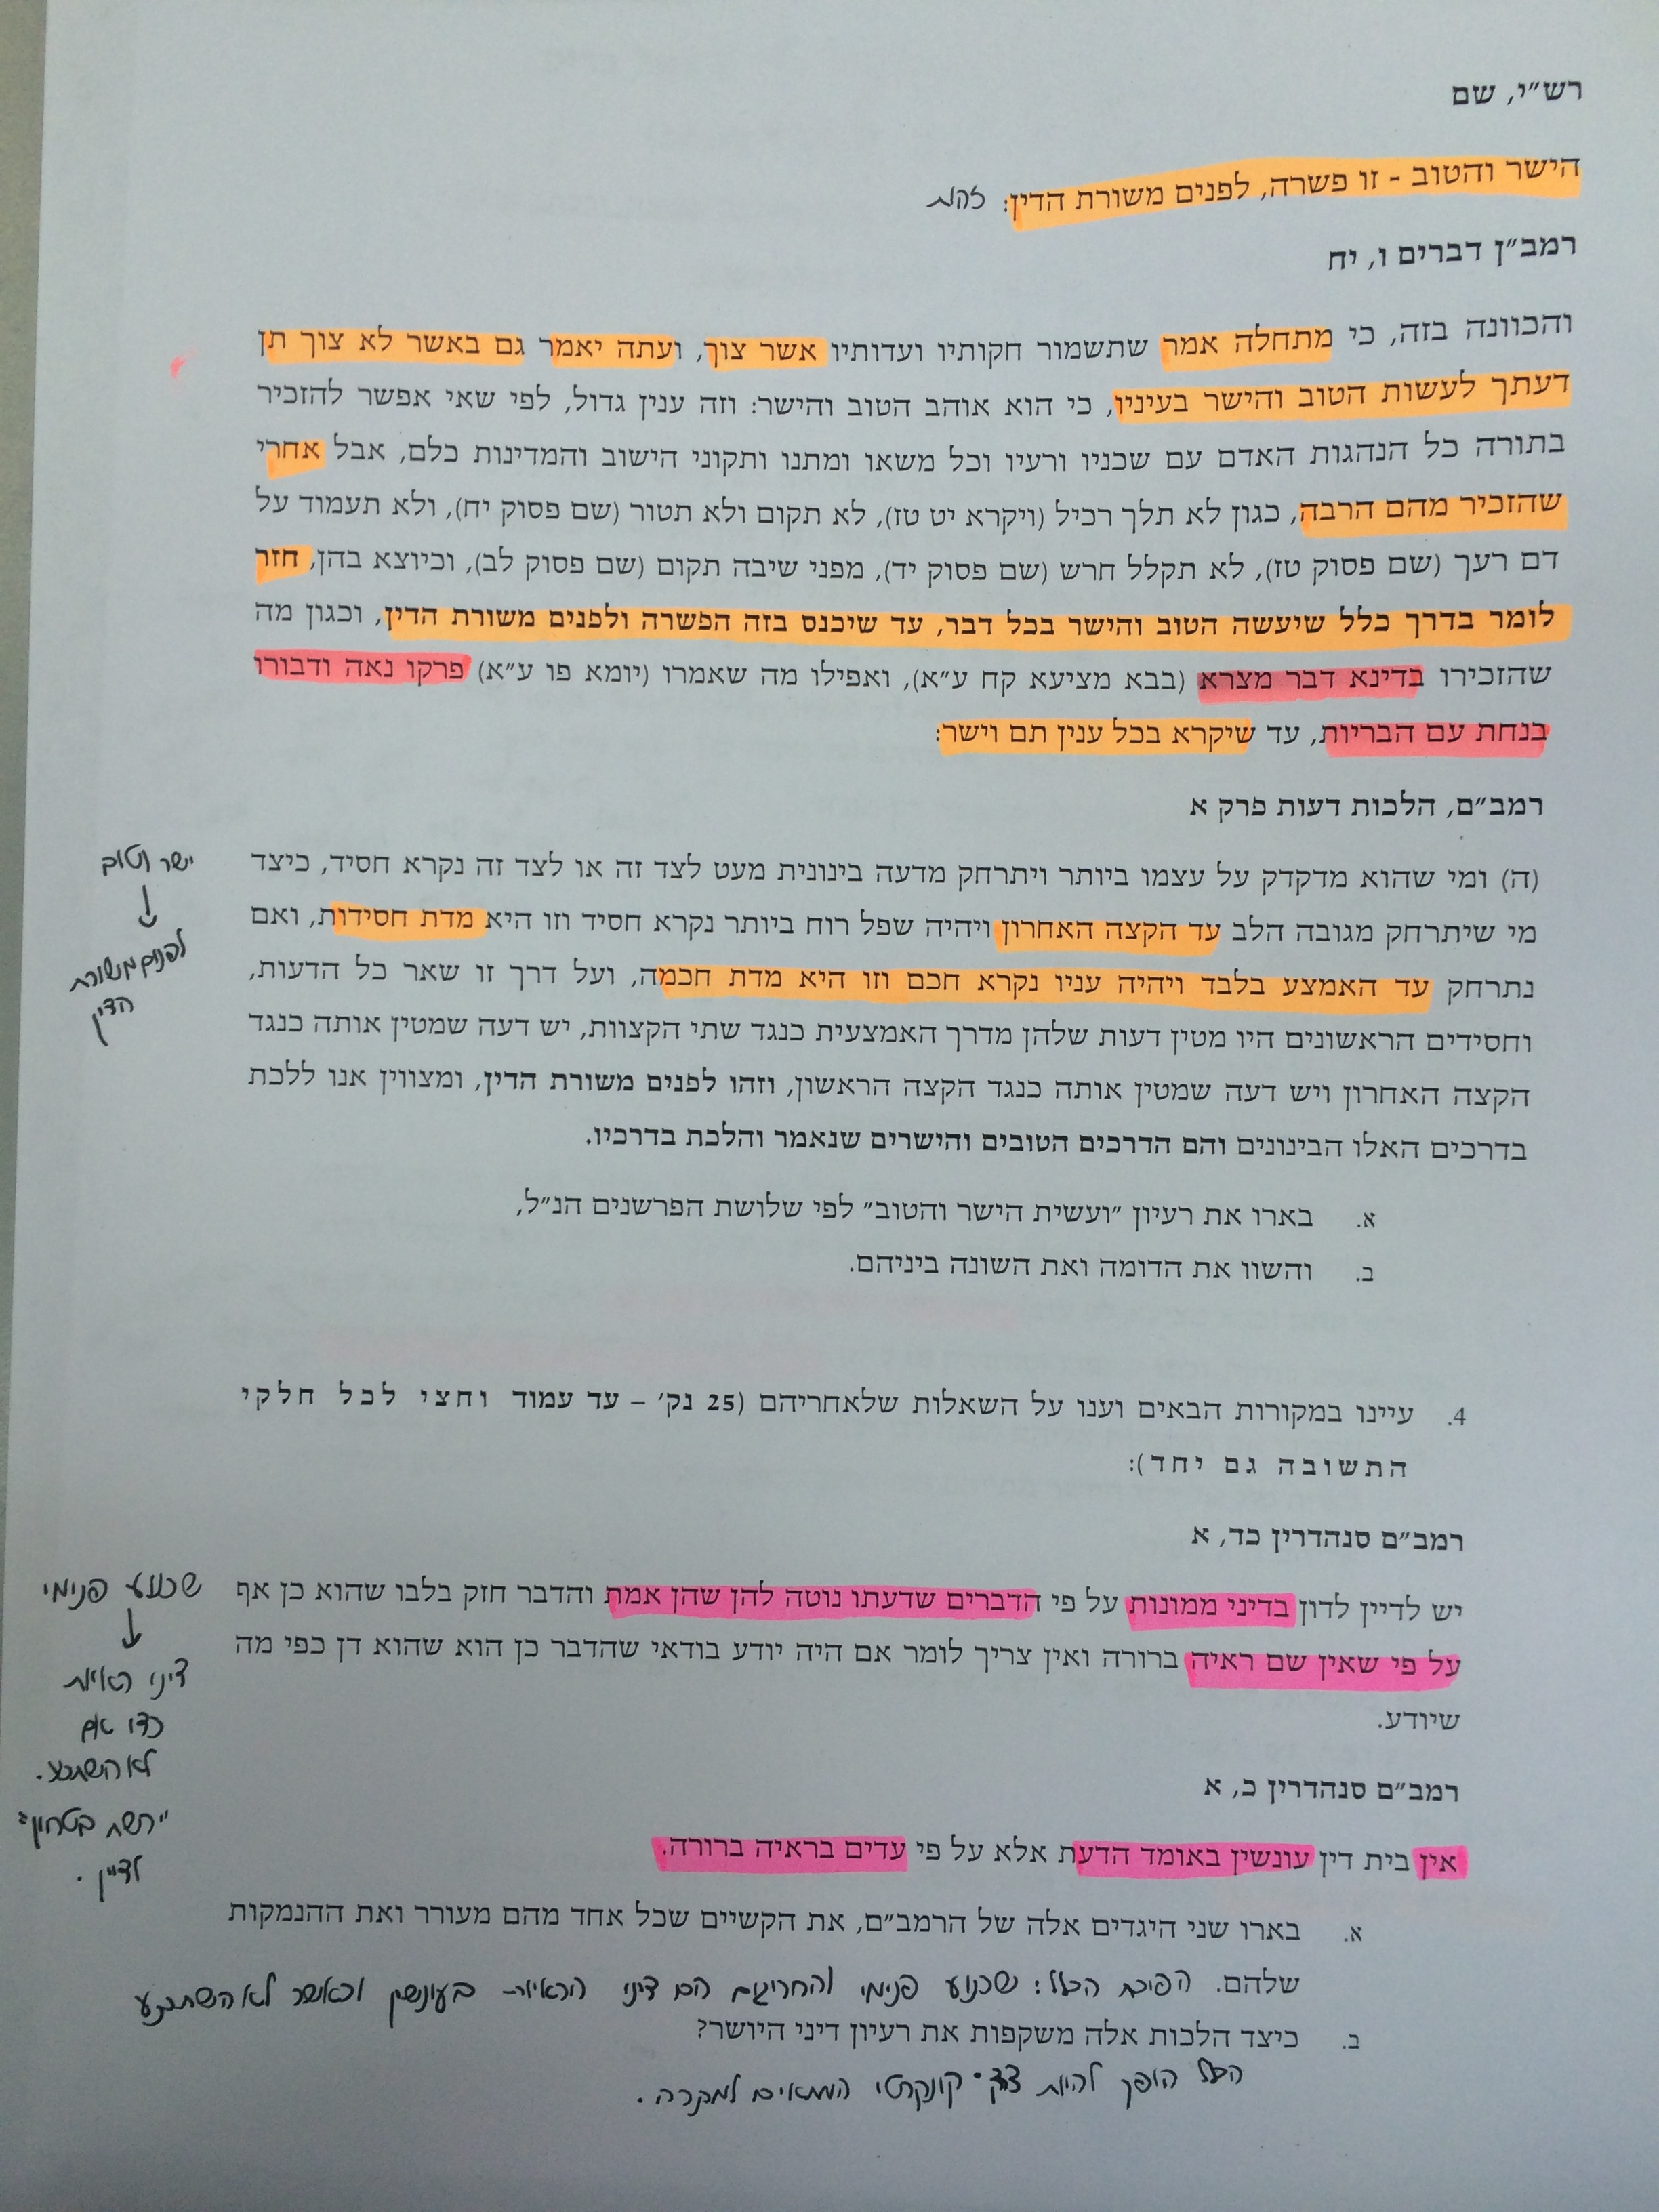 רש״י, שם
הישר והטוב - זו פשרה, לפנים משורת הדין: זהות
רמב״ן דברים ו, יח
והכוונה בזה, כי מתחלה אמר שתשמור חקותיו ועדותיו אשר צוך, ועתה יאמר גם באשר לא צוך תן
דעתך לעשות הטוב והישר בעיניו, כי הוא אוהב הטוב והישר: וזה ענין גדול, לפי שאי אפשר להזכיר
בתורה כל הנהגות האדם עם שכניו ורעיו וכל משאו ומתנו ותקוני הישוב והמדינות כלם, אבל אחרי
שהזכיר מהם הרבה, כגון לא תלך רכיל (ויקרא יט טז), לא תקום ולא תטור (שם פסוק יח), ולא תעמוד על
דם רעך (שם פסוק טז), לא תקלל חרש (שם פסוק יד), מפני שיבה תקום (שם פסוק לב), וכיוצא בהן, חזר
לומר בדרך כלל שיעשה הטוב והישר בכל דבר, עד שיכנס בזה הפשרה ולפנים משורת הדין, וכגון מה
שהזכירו בדינא דבר מצרא (בבא מציעא קח ע״א), ואפילו מה שאמרו (יומא פו ע״א) פרקו נאה ודבורו
בנחת עם הבריות, עד שיקרא בכל ענין תם וישר:
רמב״ם, הלכות דעות פרק א
(ה) ומי שהוא מדקדק על עצמו ביותר ויתרחק מדעה בינונית מעט לצד זה או לצד זה נקרא חסיד, כיצד
מי שיתרחק מגובה הלב עד הקצה האחרון ויהיה שפל רוח ביותר נקרא חסיד וזו היא מדת חסידות, ואם
נתרחק עד האמצע בלבד ויהיה עניו נקרא חכם וזו היא מדת חכמה, ועל דרך זו שאר כל הדעות,
וחסידים הראשונים היו מטין דעות שלהן מדרך האמצעית כנגד שתי הקצוות, יש דעה שמטין אותה כנגד
הקצה האחרון ויש דעה שמטין אותה כנגד הקצה הראשון, וזהו לפנים משורת הדין, ומצווין אנו ללכת
בדרכים האלו הבינונים והם הדרכים הטובים והישרים שנאמר והלכת בדרכיו.
ישר וטוב
↓
לפנים משורת
הדין
א. בארו את רעיון ״ועשית הישר והטוב״ לפי שלושת הפרשנים הנ״ל,
ב. והשוו את הדומה ואת השונה ביניהם.
4. עיינו במקורות הבאים וענו על השאלות שלאחריהם (25 נק׳ – עד עמוד וחצי לכל חלקי
התשובה גם יחד):
רמב״ם סנהדרין כד, א
יש לדיין לדון בדיני ממונות על פי הדברים שדעתו נוטה להן שהן אמת והדבר חזק בלבו שהוא כן אף
על פי שאין שם ראיה ברורה ואין צריך לומר אם היה יודע בודאי שהדבר כן הוא שהוא דן כפי מה
שיודע.
שכנוע פנימי
↓
דיני ראיות
לא השתכנע.
לדיין.
רמב״ם סנהדרין כ, א
אין בית דין עונשין באומד הדעת אלא על פי עדים בראיה ברורה.
א. בארו שני היגדים אלה של הרמב״ם, את הקשיים שכל אחד מהם מעורר ואת ההנמקות
שלהם. הפיכת הכלל: שכנוע פנימי והחריגים הם דיני הראיות- בעונשין וכאשר לא השתכנע
ב. כיצד הלכות אלה משקפות את רעיון דיני היושר?
הכלל הופך להיות צדק קונקרטי המתאים למקרה.